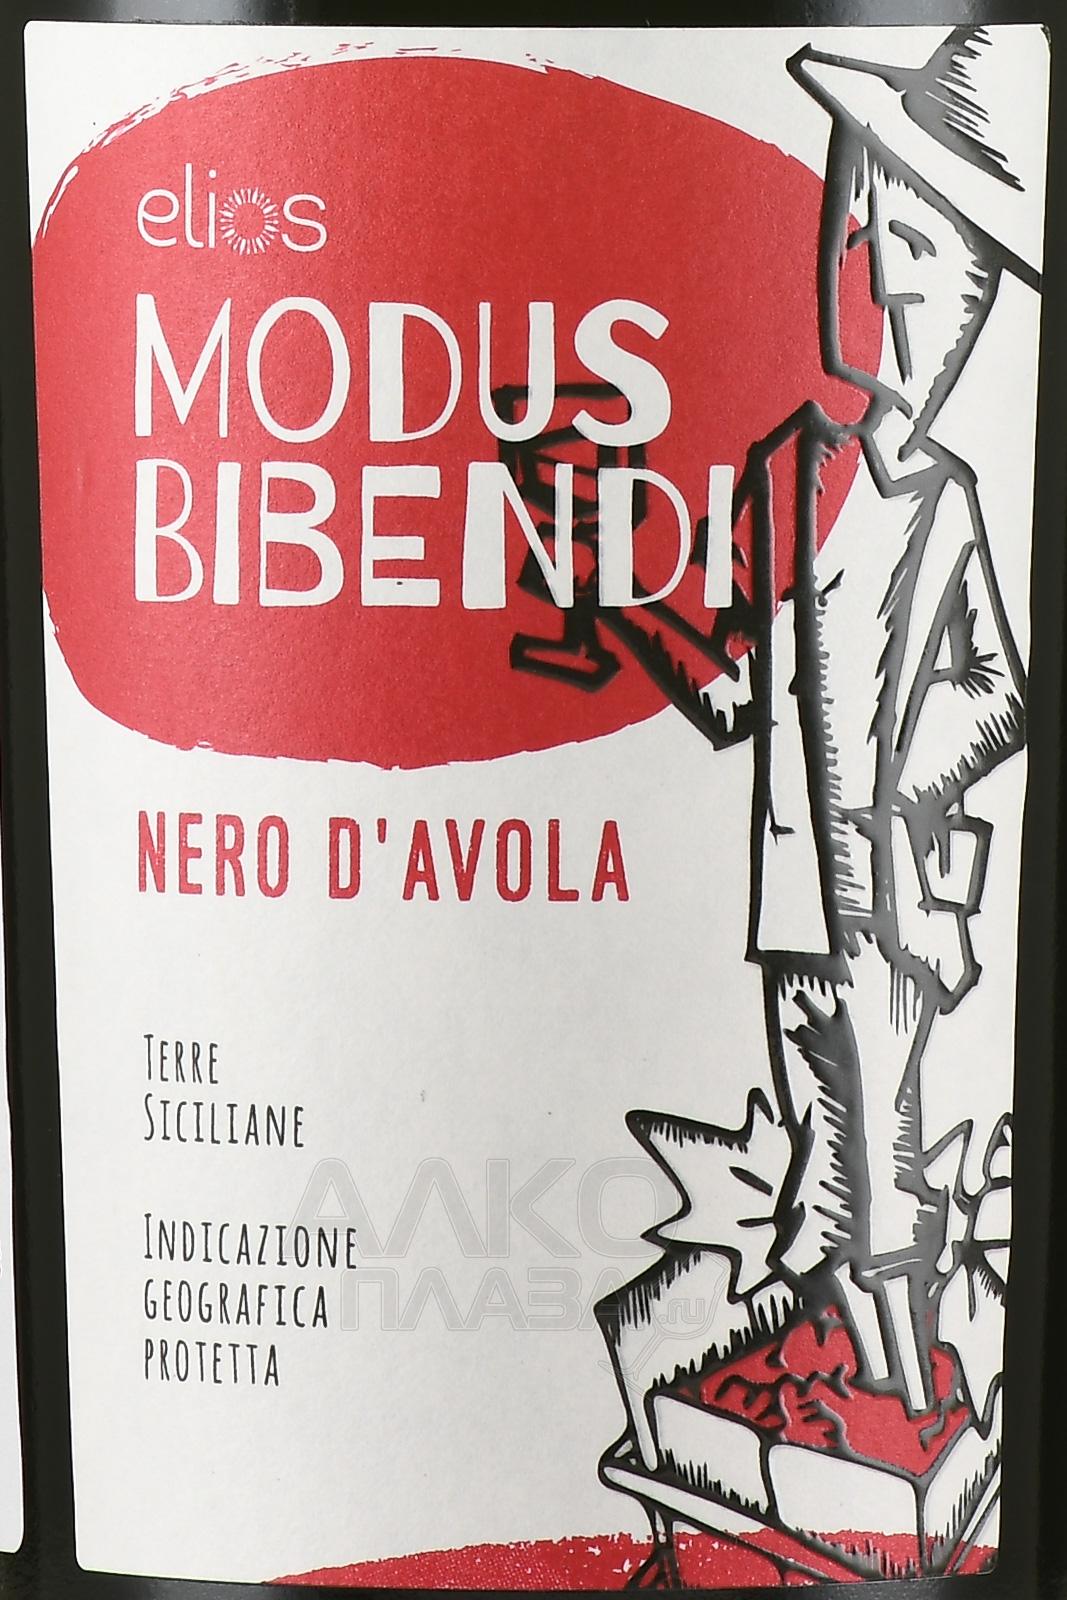 elios
MODUS
BIBENDI
NERO D'AVOLA
TERRE
SICILIANE
INDICAZIONE
GEOGRAFICA
PROTETTA
АЛКО
ПЛАЗА.ru